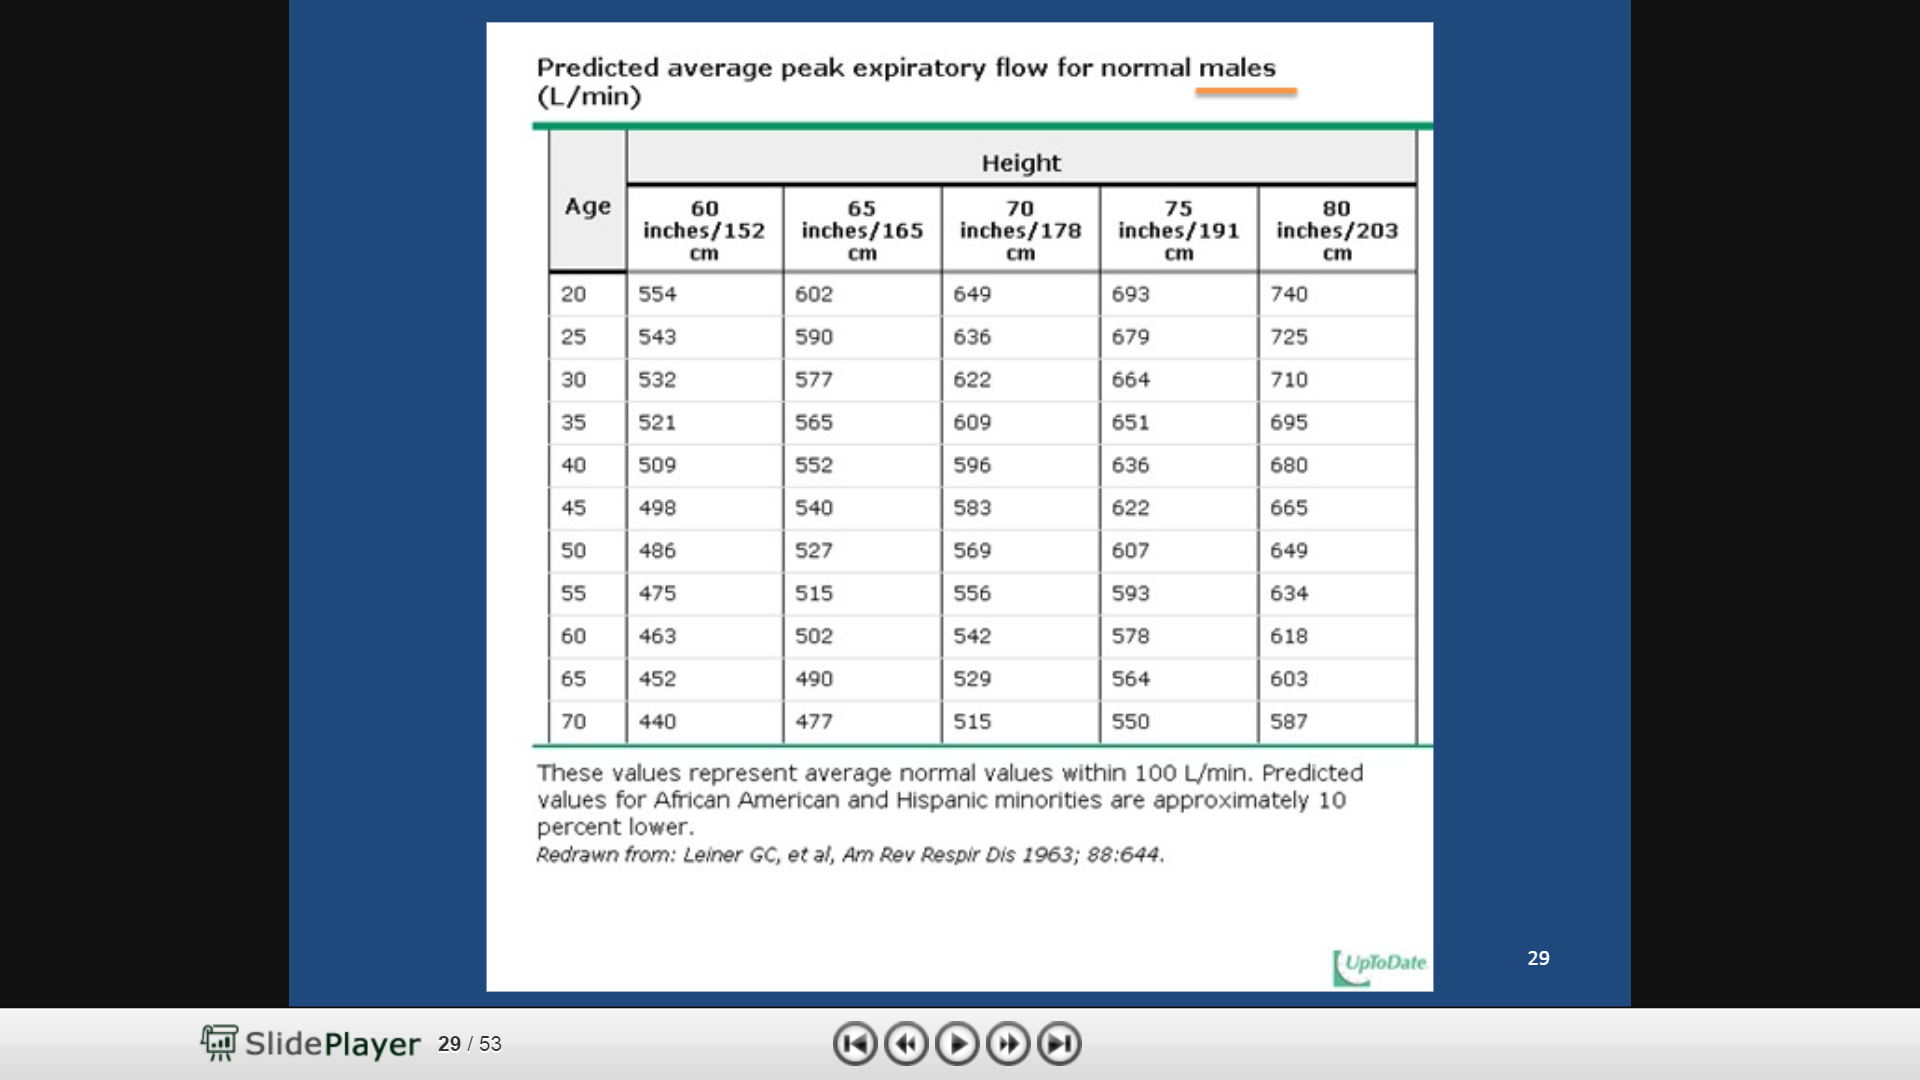 Predicted average peak expiratory flow for normal males
(L/min)
Age
Height
60 inches/152 cm
65 inches/165 cm
70 inches/178 cm
75 inches/191 cm
80 inches/203 cm
20 554 602 649 693 740
25 543 590 636 679 725
30 532 577 622 664 710
35 521 565 609 651 695
40 509 552 596 636 680
45 498 540 583 622 665
50 486 527 569 607 649
55 475 515 556 593 634
60 463 502 542 578 618
65 452 490 529 564 603
70 440 477 515 550 587
These values represent average normal values within 100 L/min. Predicted
values for African American and Hispanic minorities are approximately 10
percent lower.
Redrawn from: Leiner GC, et al, Am Rev Respir Dis 1963; 88:644.
UpToDate
29
SlidePlayer 29 / 53